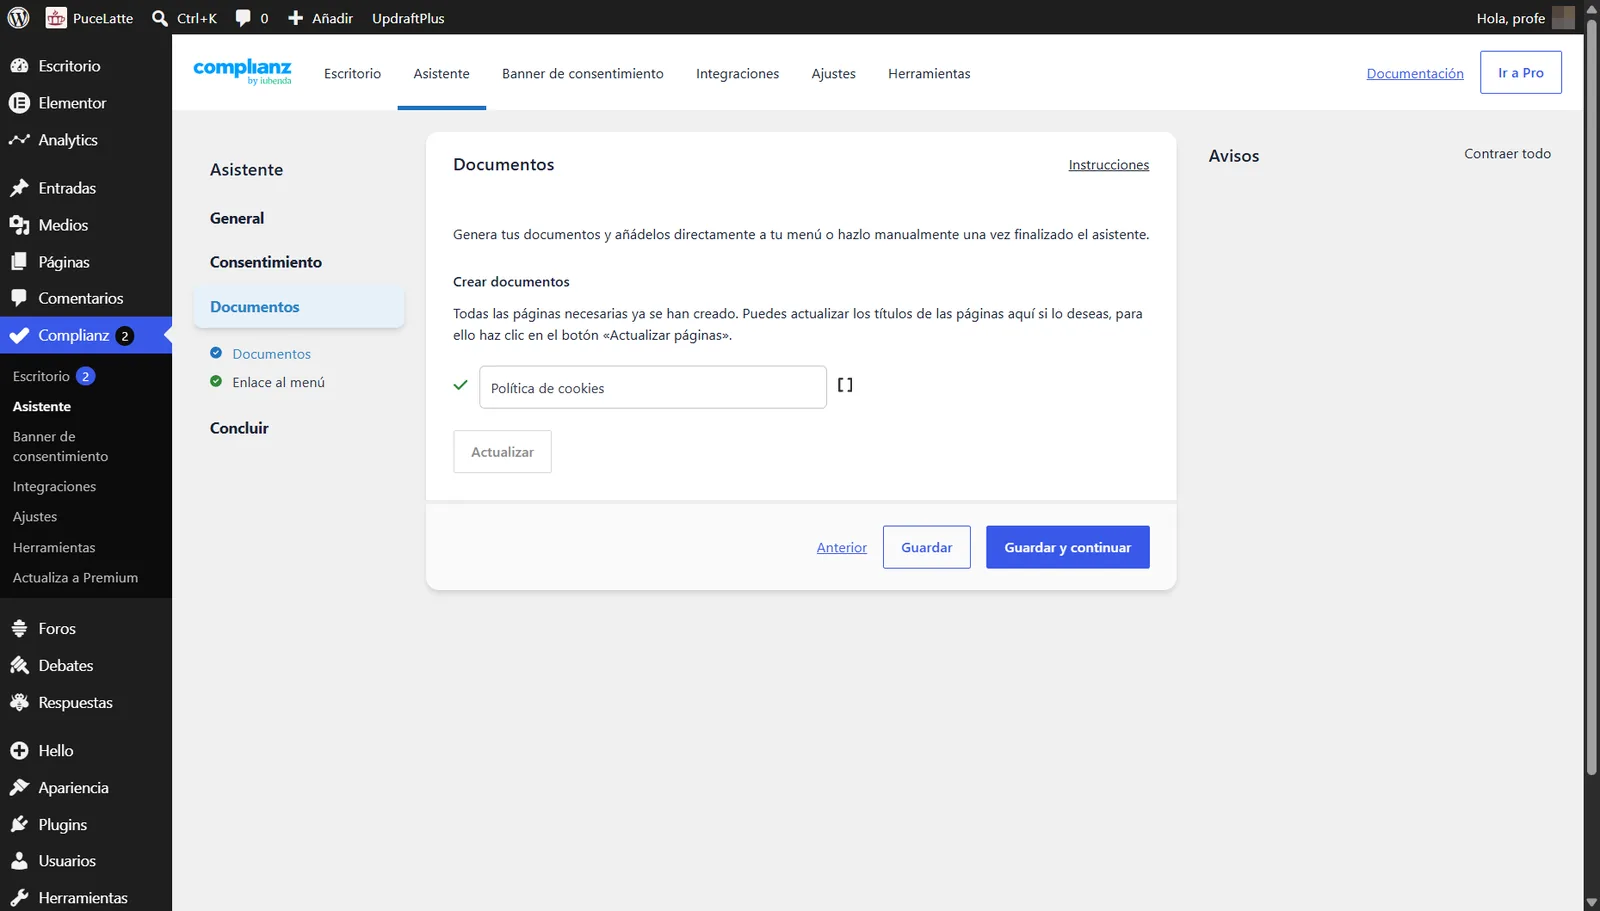 PuceLatte
Ctrl+K
0
Añadir
UpdraftPlus
Hola, profe
Escritorio
Elementor
Analytics
Entradas
Medios
Páginas
Comentarios
Complianz 2
Escritorio 2
Asistente
Banner de
consentimiento
Integraciones
Ajustes
Herramientas
Actualiza a Premium
Foros
Debates
Respuestas
Hello
Apariencia
Plugins
Usuarios
Herramientas
complianz
by iubenda
Escritorio
Asistente
Banner de consentimiento
Integraciones
Ajustes
Herramientas
Documentación
Ir a Pro
Asistente
General
Consentimiento
Documentos
Documentos
Enlace al menú
Concluir
Documentos
Instrucciones
Genera tus documentos y añádelos directamente a tu menú o hazlo manualmente una vez finalizado el asistente.
Crear documentos
Todas las páginas necesarias ya se han creado. Puedes actualizar los títulos de las páginas aquí si lo deseas, para
ello haz clic en el botón «Actualizar páginas».
Política de cookies
Actualizar
Anterior
Guardar
Guardar y continuar
Avisos
Contraer todo